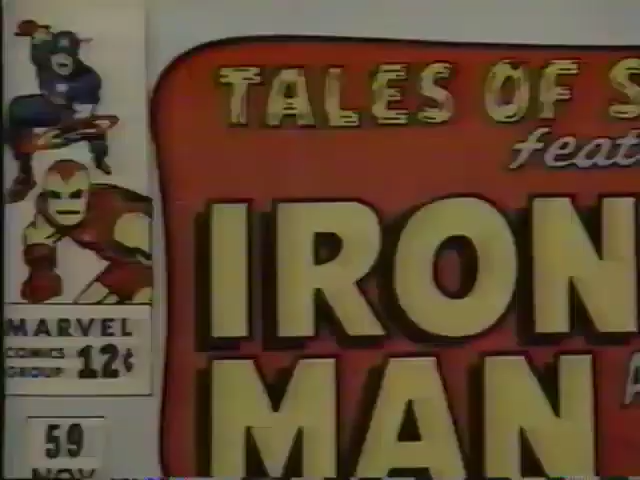 TALES OF S
feat
IRON
MAN
MARVEL
COMICS
GROUP 12¢
59
NOV